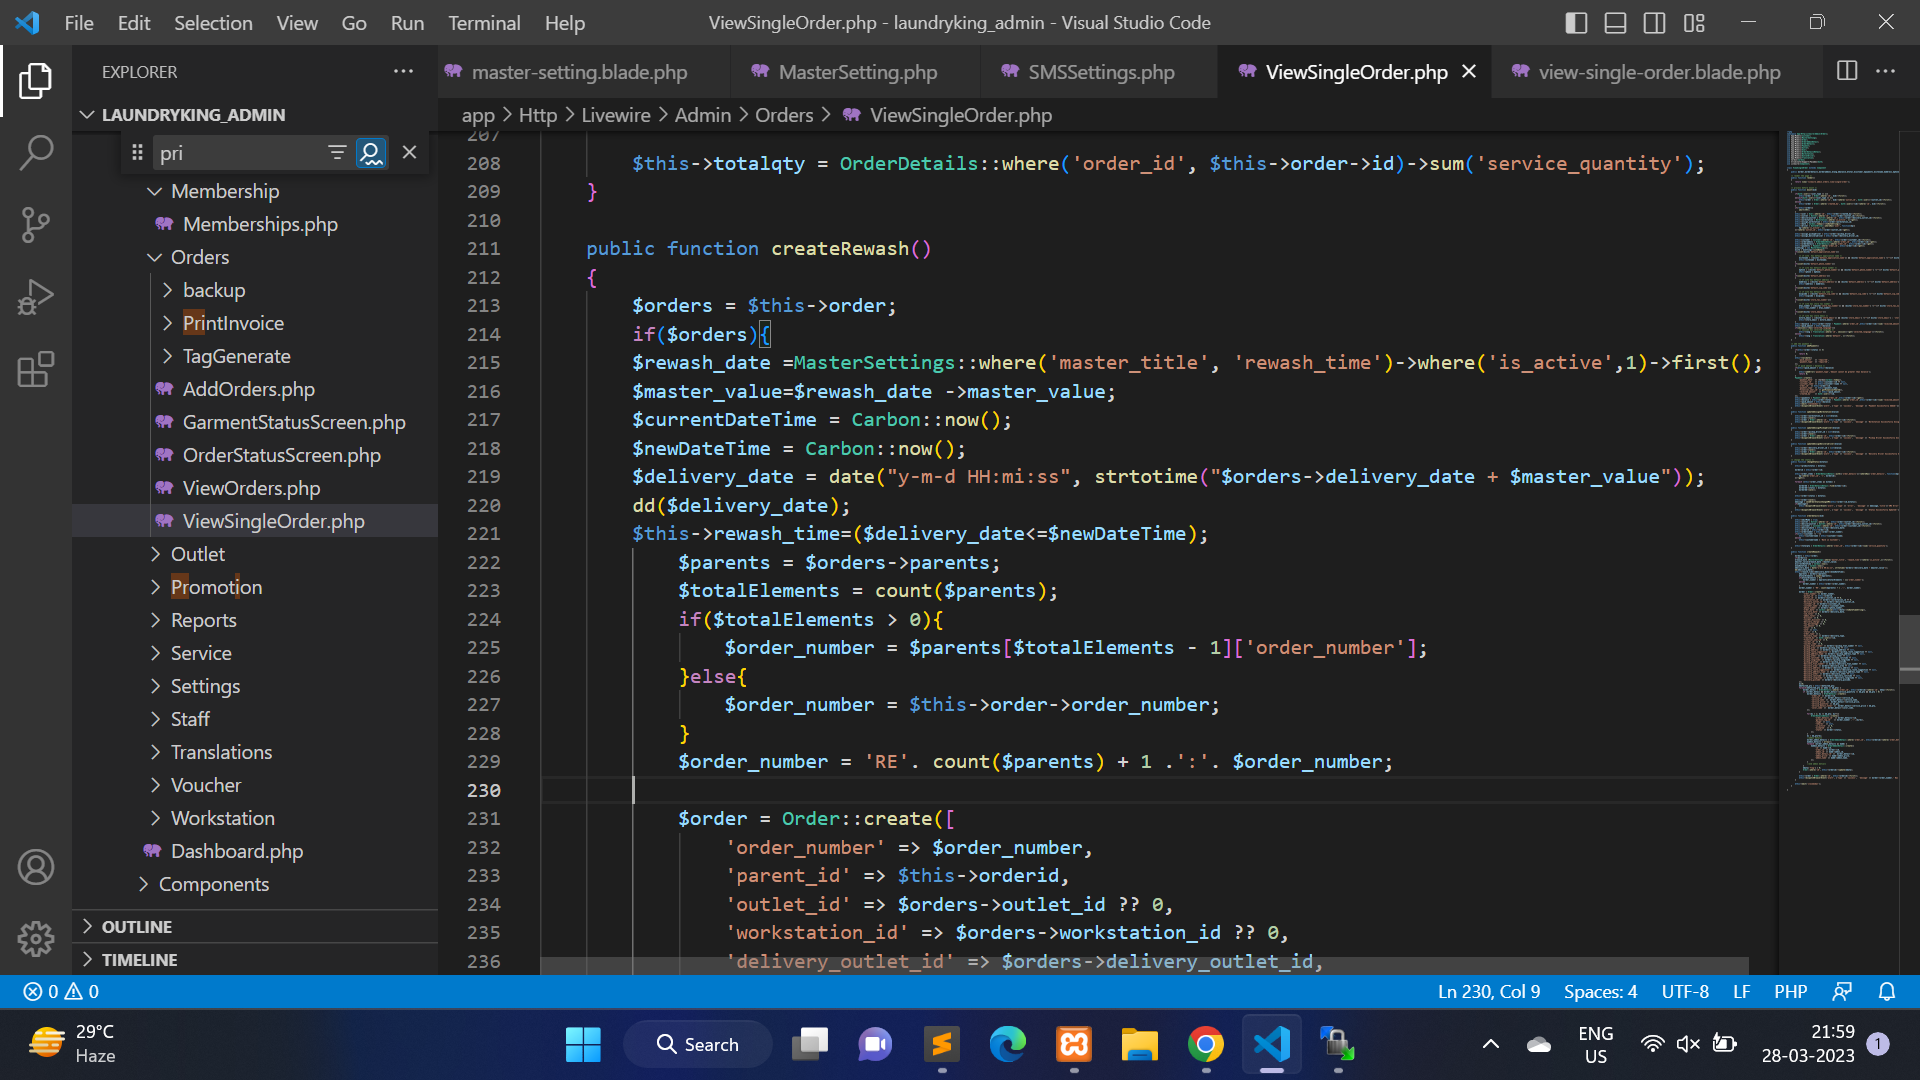 File Edit Selection View Go Run Terminal Help
ViewSingleOrder.php - laundryking_admin - Visual Studio Code
EXPLORER
master-setting.blade.php
MasterSetting.php
SMSSettings.php
ViewSingleOrder.php
view-single-order.blade.php
LAUNDRYKING_ADMIN
app > Http > Livewire > Admin > Orders > ViewSingleOrder.php
pri
Membership
Memberships.php
Orders
backup
PrintInvoice
TagGenerate
AddOrders.php
GarmentStatusScreen.php
OrderStatusScreen.php
ViewOrders.php
ViewSingleOrder.php
Outlet
Promotion
Reports
Service
Settings
Staff
Translations
Voucher
Workstation
Dashboard.php
Components
OUTLINE
TIMELINE
207
208 $this->totalqty = OrderDetails::where('order_id', $this->order->id)->sum('service_quantity');
209 }
210
211 public function createRewash()
212 {
213 $orders = $this->order;
214 if($orders){
215 $rewash_date =MasterSettings::where('master_title', 'rewash_time')->where('is_active',1)->first();
216 $master_value=$rewash_date ->master_value;
217 $currentDateTime = Carbon::now();
218 $newDateTime = Carbon::now();
219 $delivery_date = date("y-m-d HH:mi:ss", strtotime("$orders->delivery_date + $master_value"));
220 dd($delivery_date);
221 $this->rewash_time=($delivery_date<=$newDateTime);
222 $parents = $orders->parents;
223 $totalElements = count($parents);
224 if($totalElements > 0){
225 $order_number = $parents[$totalElements - 1]['order_number'];
226 }else{
227 $order_number = $this->order->order_number;
228 }
229 $order_number = 'RE'. count($parents) + 1 .':'. $order_number;
230
231 $order = Order::create([
232 'order_number' => $order_number,
233 'parent_id' => $this->orderid,
234 'outlet_id' => $orders->outlet_id ?? 0,
235 'workstation_id' => $orders->workstation_id ?? 0,
236 'delivery_outlet_id' => $orders->delivery_outlet_id,
0 0
Ln 230, Col 9 Spaces: 4 UTF-8 LF PHP
29°C
Haze
Search
ENG
US
21:59
28-03-2023
1